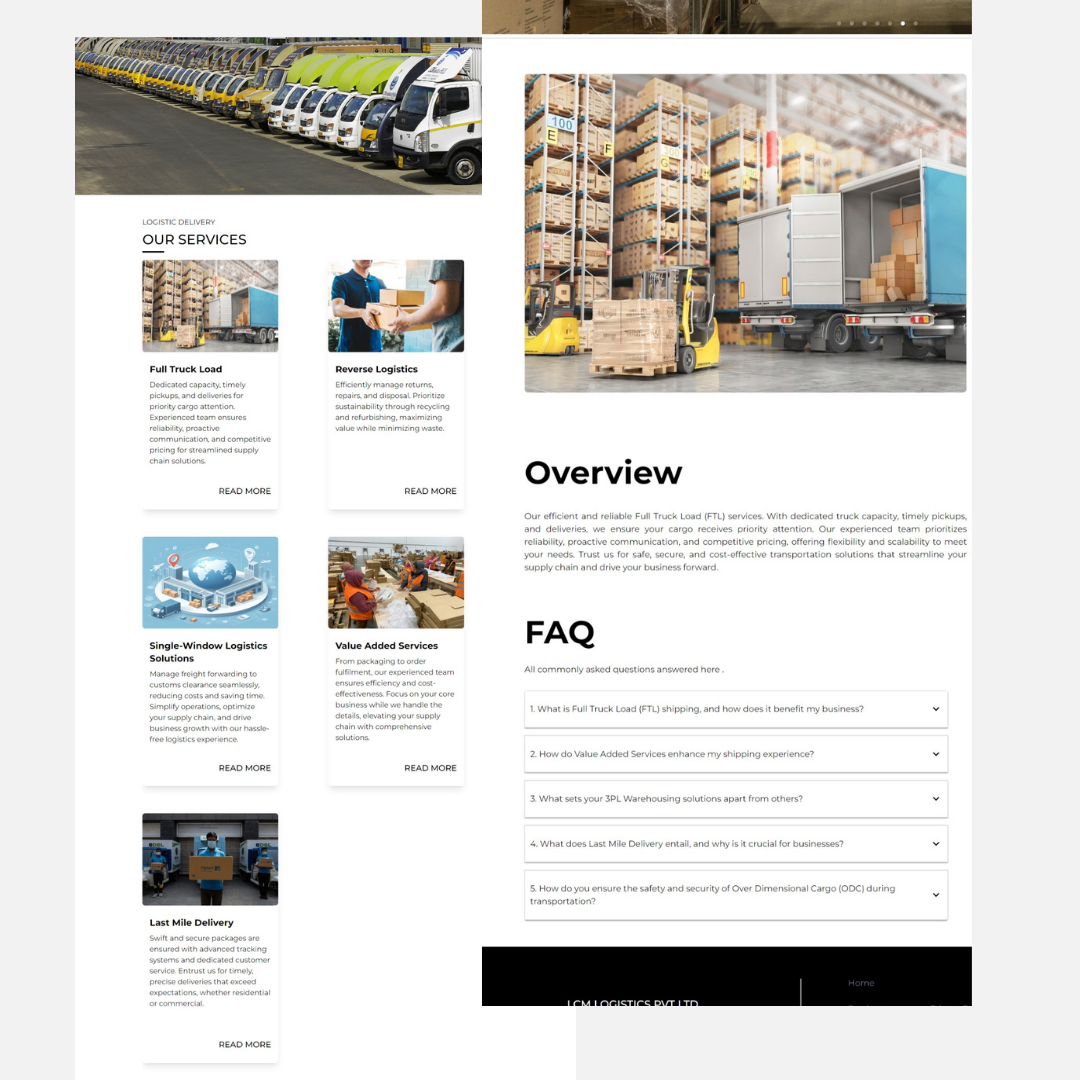 LOGISTIC DELIVERY
OUR SERVICES
Full Truck Load
Dedicated capacity, timely
pickups, and deliveries for
priority cargo attention.
Experienced team ensures
reliability, proactive
communication, and competitive
pricing for streamlined supply
chain solutions.
READ MORE
Reverse Logistics
Efficiently manage returns,
repairs, and disposal. Prioritize
sustainability through recycling
and refurbishing, maximizing
value while minimizing waste.
READ MORE
Single-Window Logistics
Solutions
Manage freight forwarding to
customs clearance seamlessly,
reducing costs and saving time.
Simplify operations, optimize
your supply chain, and drive
business growth with our hassle-
free logistics experience.
READ MORE
Value Added Services
From packaging to order
fulfilment, our experienced team
ensures efficiency and cost-
effectiveness. Focus on your core
business while we handle the
details, elevating your supply
chain with comprehensive
solutions.
READ MORE
Last Mile Delivery
Swift and secure packages are
ensured with advanced tracking
systems and dedicated customer
service. Entrust us for timely,
precise deliveries that exceed
expectations, whether residential
or commercial.
READ MORE
100
E
F
G
H
Overview
Our efficient and reliable Full Truck Load (FTL) services. With dedicated truck capacity, timely pickups,
and deliveries, we ensure your cargo receives priority attention. Our experienced team prioritizes
reliability, proactive communication, and competitive pricing, offering flexibility and scalability to meet
your needs. Trust us for safe, secure, and cost-effective transportation solutions that streamline your
supply chain and drive your business forward.
FAQ
All commonly asked questions answered here .
1. What is Full Truck Load (FTL) shipping, and how does it benefit my business?
2. How do Value Added Services enhance my shipping experience?
3. What sets your 3PL Warehousing solutions apart from others?
4. What does Last Mile Delivery entail, and why is it crucial for businesses?
5. How do you ensure the safety and security of Over Dimensional Cargo (ODC) during
transportation?
Home
LCM LOGISTICS PVT LTD